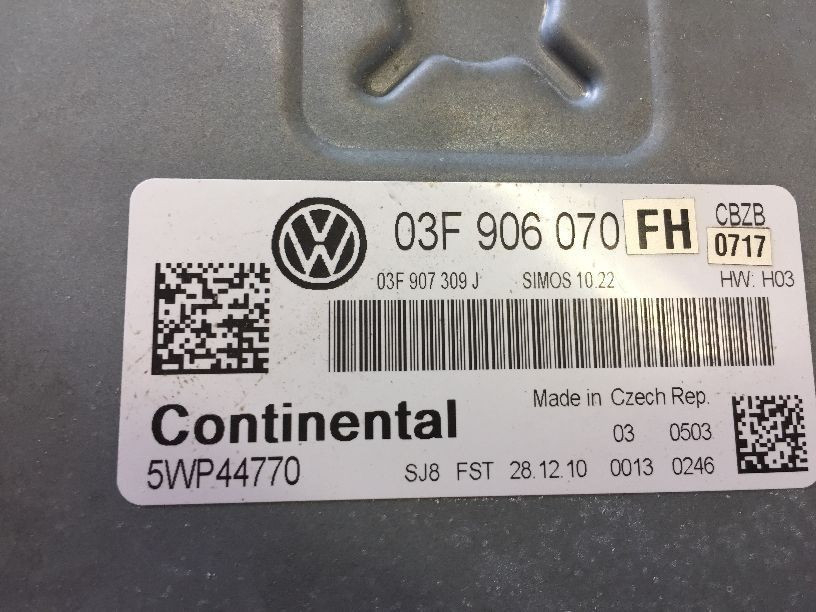 03F 906 070 FH CBZB
0717
03F 907 309 J SIMOS 10.22 HW: H03
Made in Czech Rep.
Continental
03 0503
5WP44770 SJ8 FST 28.12.10 0013 0246